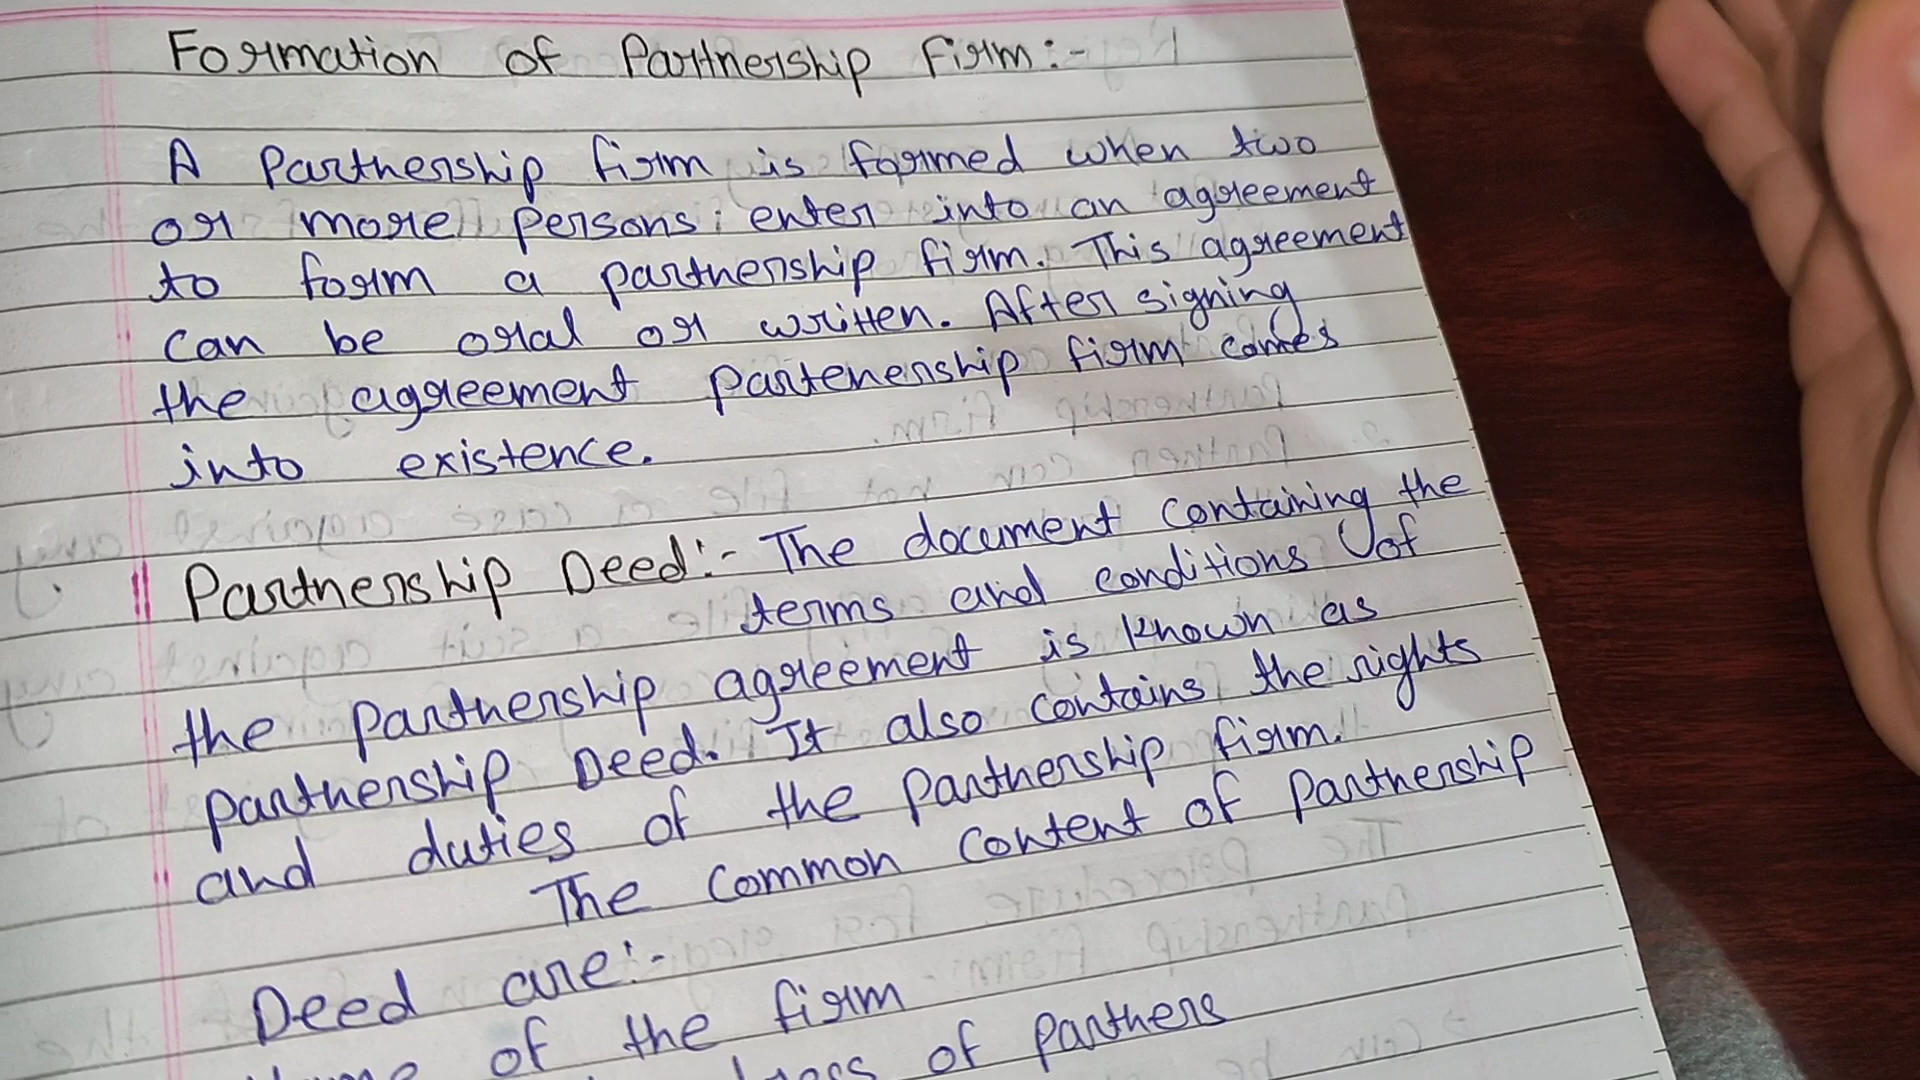 Formation of Partnership Firm:-
A Partnership firm is formed when two
or more persons enter into an agreement
to form a partnership firm. This agreement
can be oral or written. After signing
the agreement partenership firm comes
into existence.
Partnership Deed:- The document containing the
terms and conditions of
the partnership agreement is known as
partnership Deed. It also contains the rights
and duties of the partnership firm.
The Common Content of Partnership
Deed are:-
of the firm
of partners